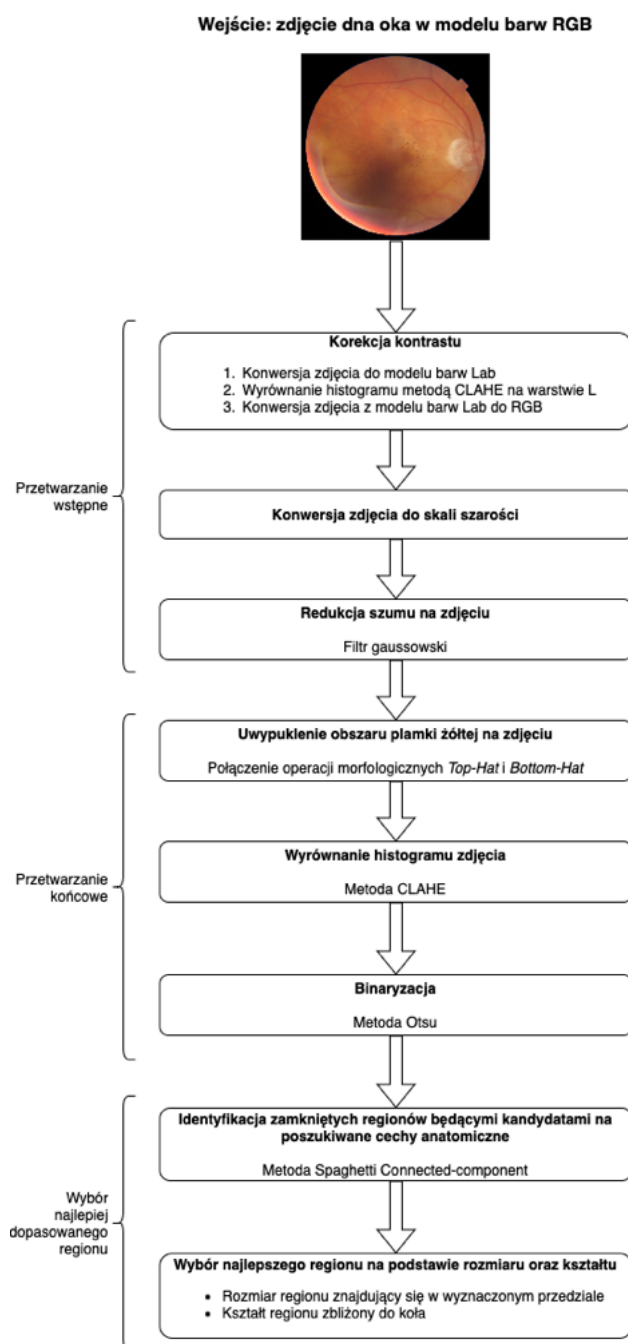 Wejście: zdjęcie dna oka w modelu barw RGB
Korekcja kontrastu
1. Konwersja zdjęcia do modelu barw Lab
2. Wyrównanie histogramu metodą CLAHE na warstwie L
3. Konwersja zdjęcia z modelu barw Lab do RGB
Przetwarzanie
wstępne
Konwersja zdjęcia do skali szarości
Redukcja szumu na zdjęciu
Filtr gaussowski
Uwypuklenie obszaru plamki żółtej na zdjęciu
Połączenie operacji morfologicznych Top-Hat i Bottom-Hat
Przetwarzanie
końcowe
Wyrównanie histogramu zdjęcia
Metoda CLAHE
Binaryzacja
Metoda Otsu
Identyfikacja zamkniętych regionów będącymi kandydatami na
poszukiwane cechy anatomiczne
Metoda Spaghetti Connected-component
Wybór
najlepiej
dopasowanego
regionu
Wybór najlepszego regionu na podstawie rozmiaru oraz kształtu
• Rozmiar regionu znajdujący się w wyznaczonym przedziale
• Kształt regionu zbliżony do koła